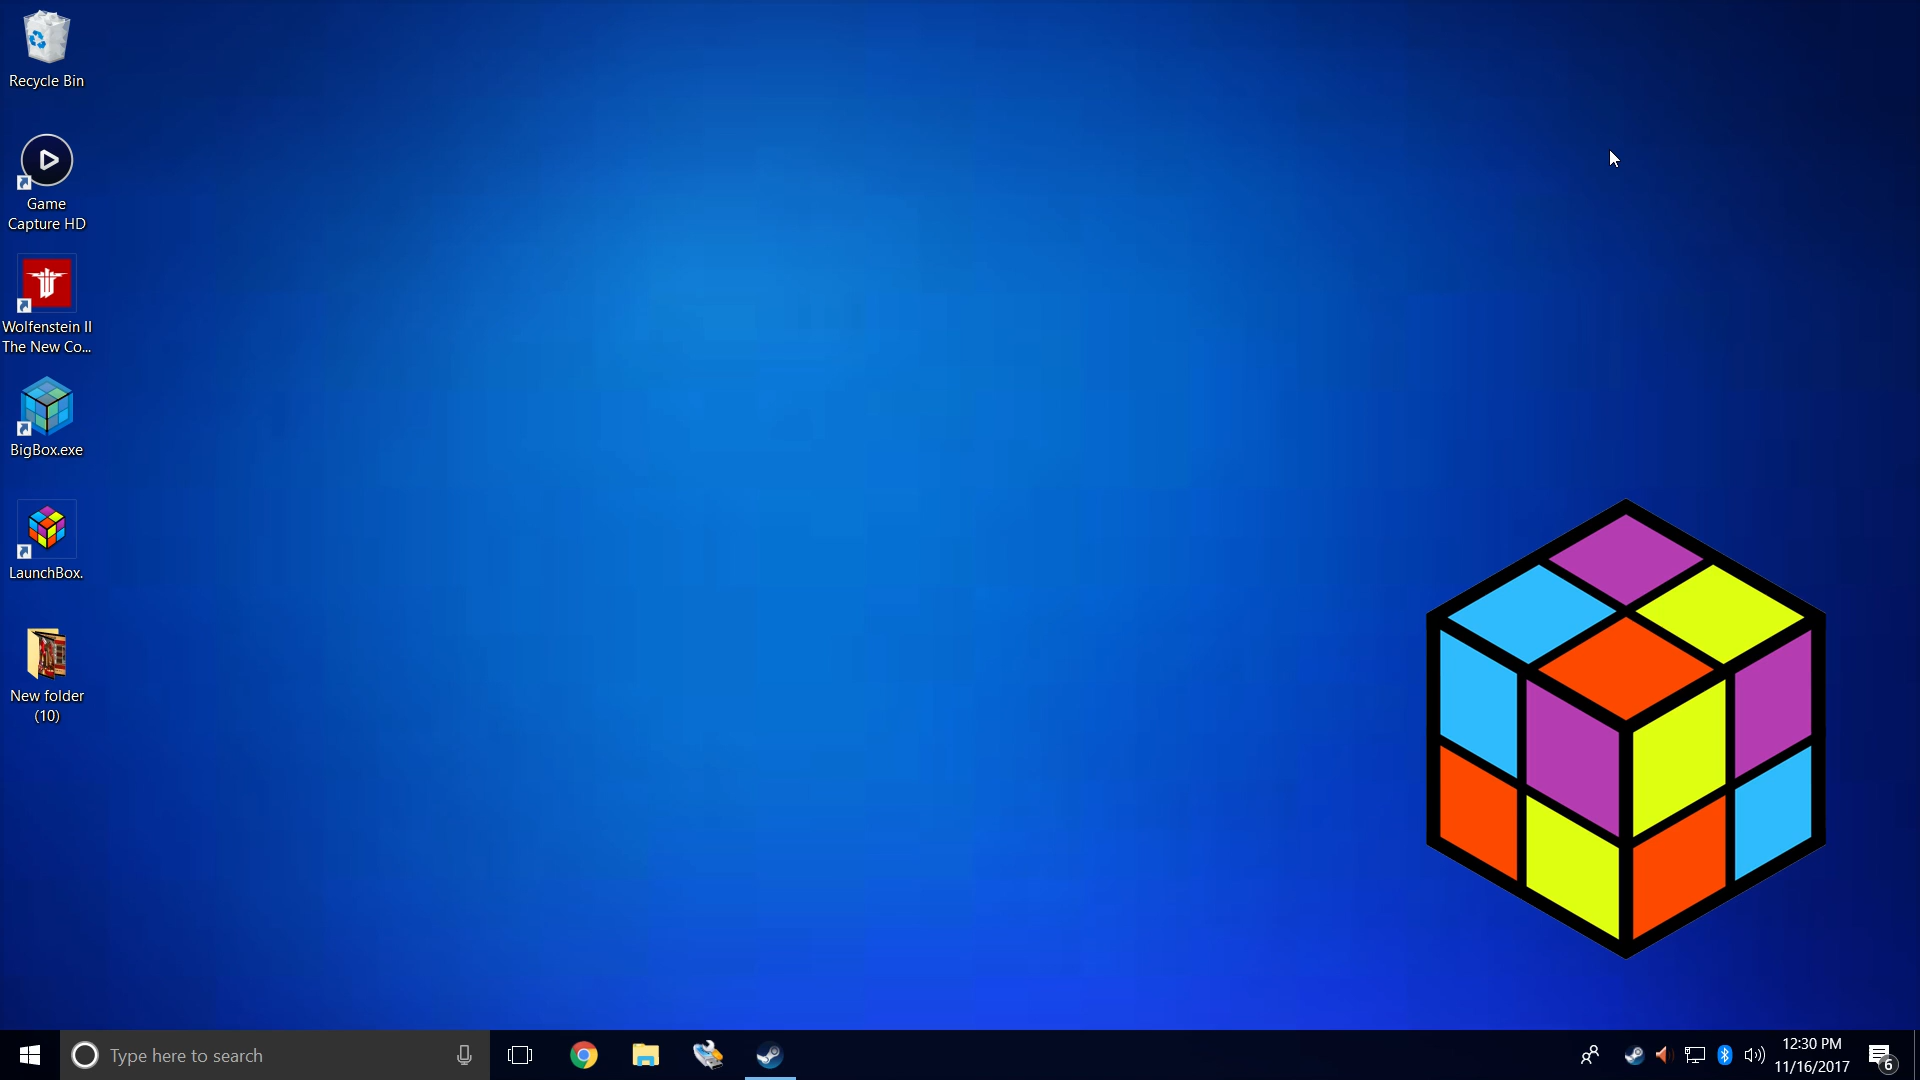 Recycle Bin
Game
Capture HD
Wolfenstein II
The New Co...
BigBox.exe
LaunchBox.
New folder
(10)
Type here to search
12:30 PM
11/16/2017
6